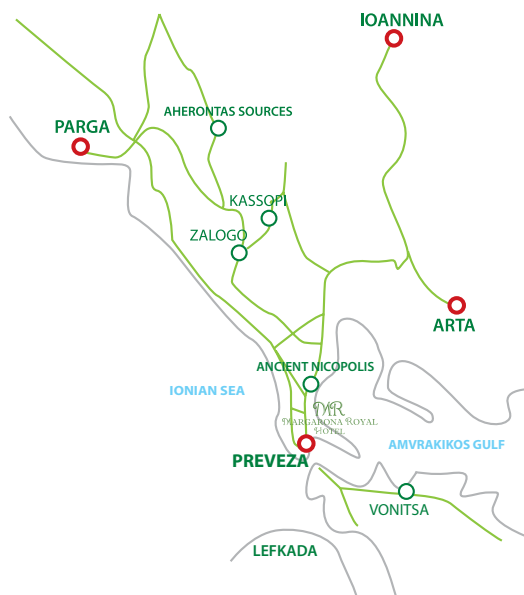 IOANNINA
AHERONTAS SOURCES
PARGA
KASSOPI
ZALOGO
ARTA
ANCIENT NICOPOLIS
IONIAN SEA
MR
MARGARONA ROYAL
HOTEL
AMVRAKIKOS GULF
PREVEZA
VONITSA
LEFKADA